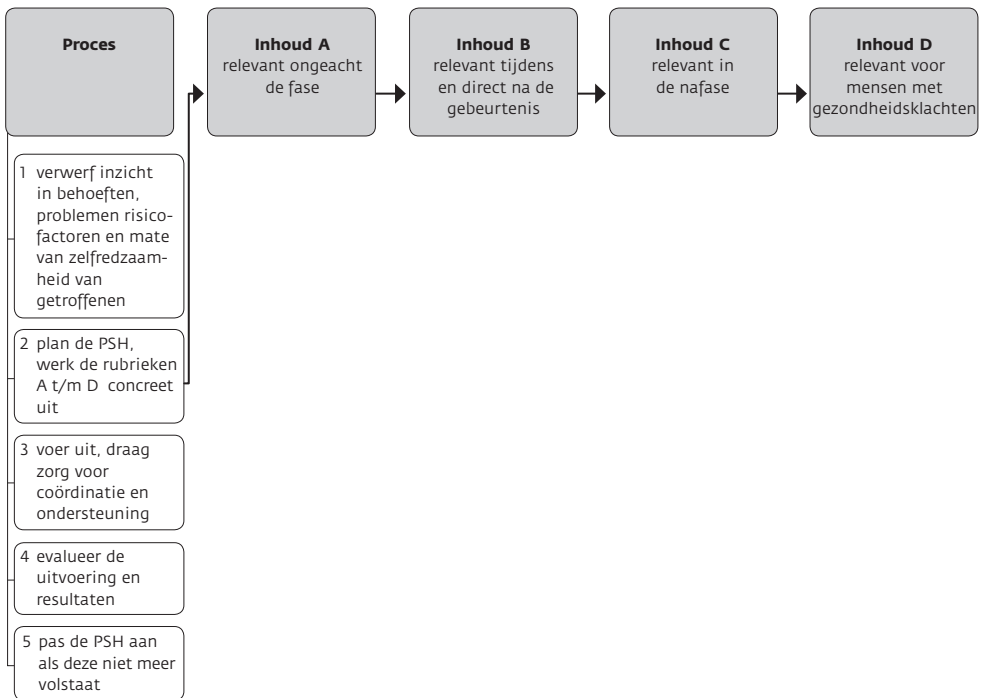 Proces
Inhoud A
relevant ongeacht
de fase
Inhoud B
relevant tijdens
en direct na de
gebeurtenis
Inhoud C
relevant in
de nafase
Inhoud D
relevant voor
mensen met
gezondheidsklachten
1 verwerf inzicht
in behoeften,
problemen risico-
factoren en mate
van zelfredzaam-
heid van
getroffenen
2 plan de PSH,
werk de rubrieken
A t/m D concreet
uit
3 voer uit, draag
zorg voor
coördinatie en
ondersteuning
4 evalueer de
uitvoering en
resultaten
5 pas de PSH aan
als deze niet meer
volstaat